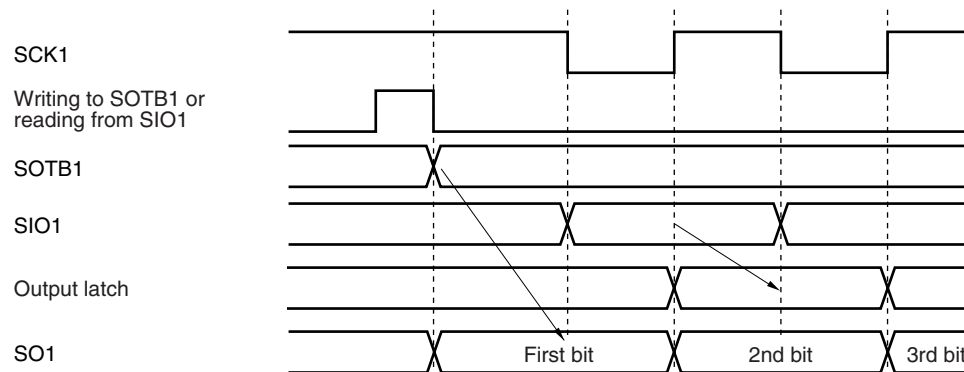 SCK1
Writing to SOTB1 or
reading from SIO1
SOTB1
SIO1
Output latch
SO1
First bit
2nd bit
3rd bit